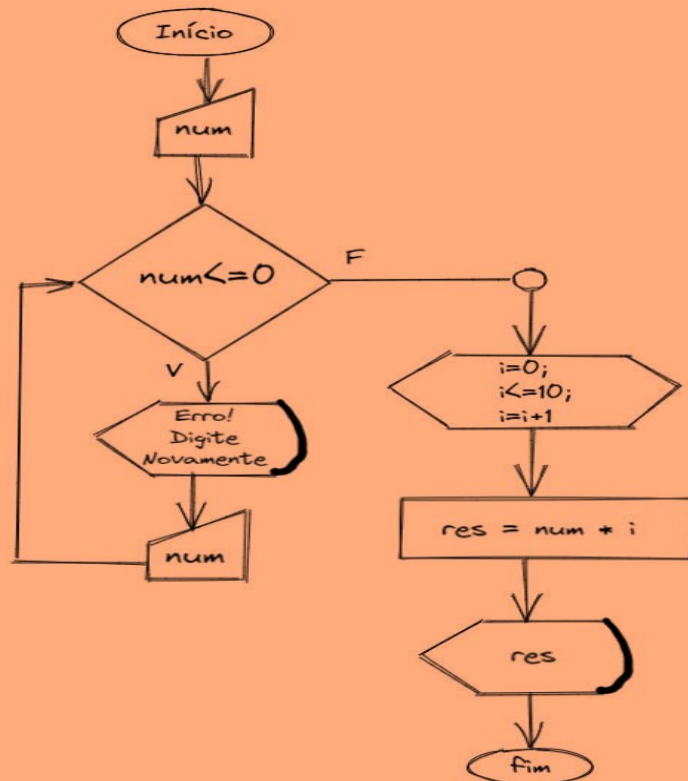 Início
num
num<=0
F
V
Erro!
Digite
Novamente
num
i=0;
i<=10;
i=i+1
res = num * i
res
fim